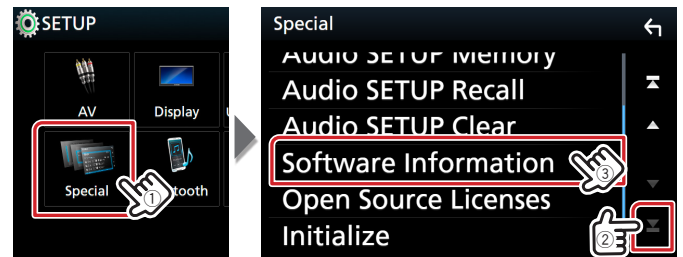 SETUP
AV
Display
Special
tooth
①
Special
Audio SETUP Memory
Audio SETUP Recall
Audio SETUP Clear
Software Information
③
Open Source Licenses
②
Initialize